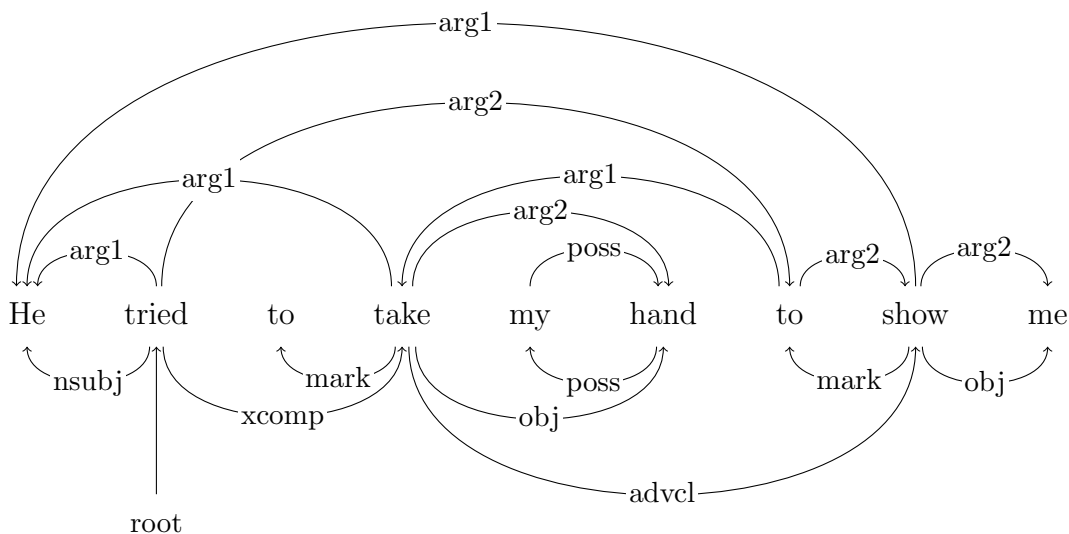 arg1
arg2
arg1 arg1
arg2
arg1 poss arg2 arg2
He tried to take my hand to show me
nsubj mark poss mark obj
xcomp obj
advcl
root